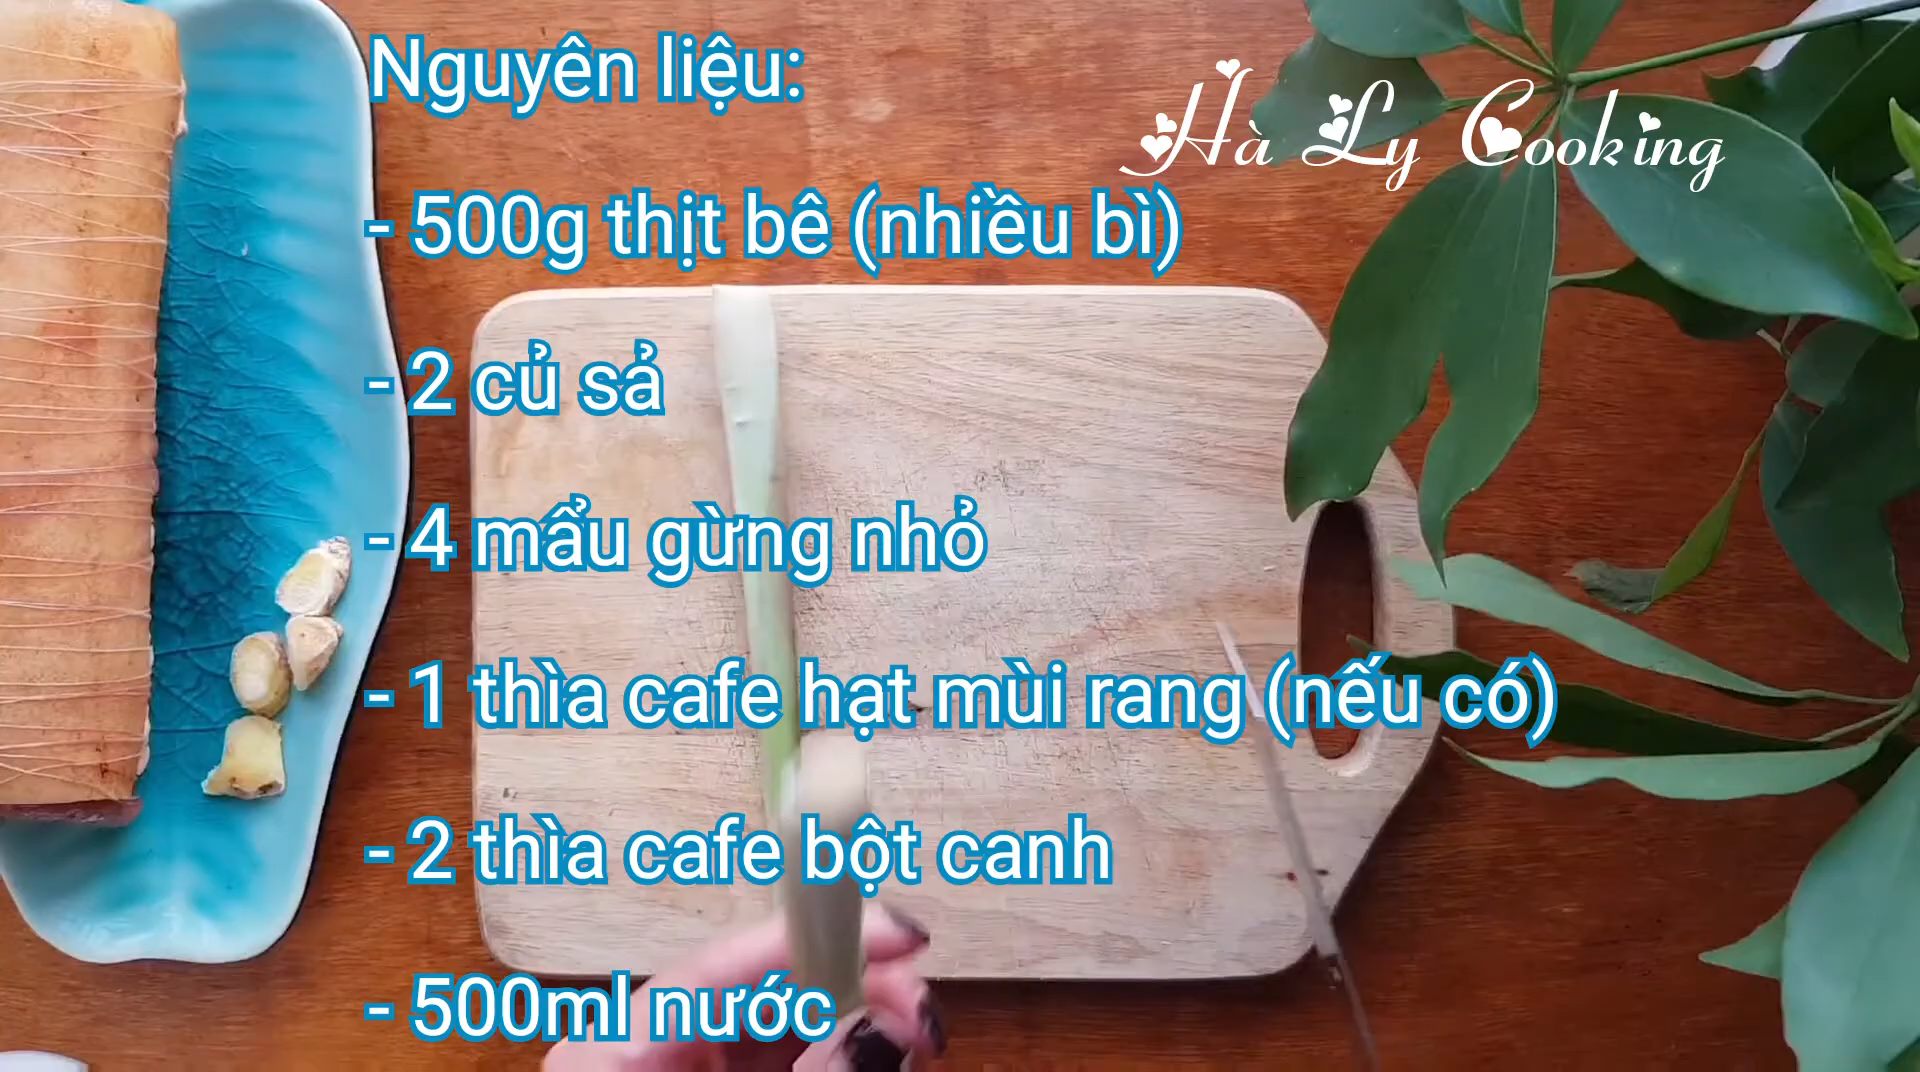 Nguyên liệu:
Hà Ly Cooking
- 500g thịt bê (nhiều bì)
- 2 củ sả
- 4 mẩu gừng nhỏ
- 1 thìa cafe hạt mùi rang (nếu có)
- 2 thìa cafe bột canh
- 500ml nước